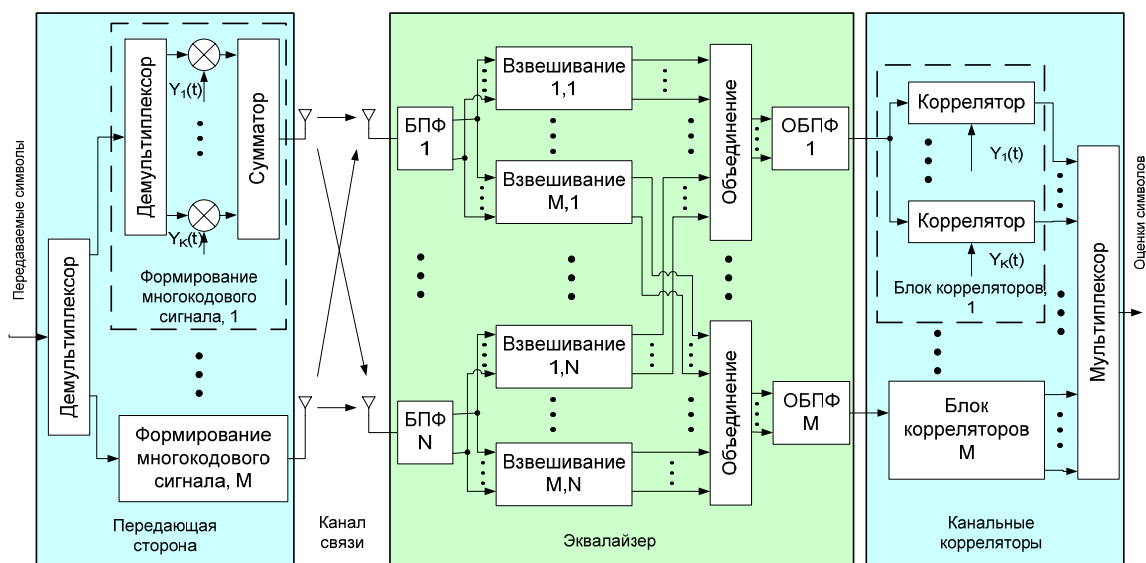 Передаваемые символы
Демультиплексор
Демультиплексор
Y1(t)
YK(t)
Сумматор
Формирование
многокодового
сигнала, 1
Формирование
многокодового
сигнала, M
Передающая
сторона
Канал
связи
БПФ
1
БПФ
N
Взвешивание
1,1
Взвешивание
M,1
Взвешивание
1,N
Взвешивание
M,N
Объединение
Объединение
ОБПФ
1
ОБПФ
M
Эквалайзер
Коррелятор
Y1(t)
Коррелятор
YK(t)
Блок корреляторов,
1
Блок
корреляторов
M
Мультиплексор
Оценки символов
Канальные
корреляторы